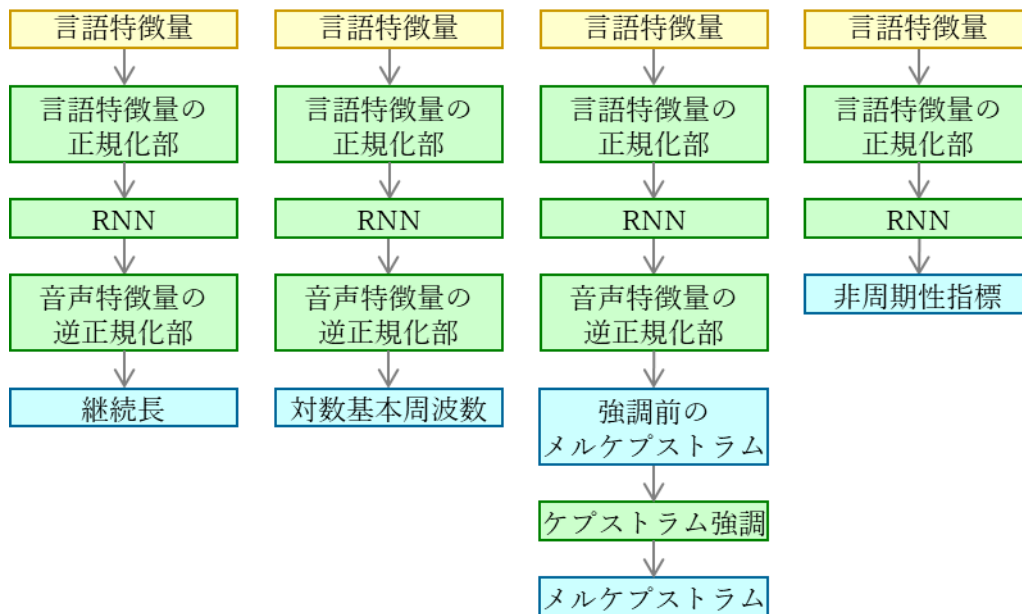 言語特徴量
言語特徴量の
正規化部
RNN
音声特徴量の
逆正規化部
継続長
言語特徴量
言語特徴量の
正規化部
RNN
音声特徴量の
逆正規化部
対数基本周波数
言語特徴量
言語特徴量の
正規化部
RNN
音声特徴量の
逆正規化部
強調前の
メルケプストラム
ケプストラム強調
メルケプストラム
言語特徴量
言語特徴量の
正規化部
RNN
非周期性指標